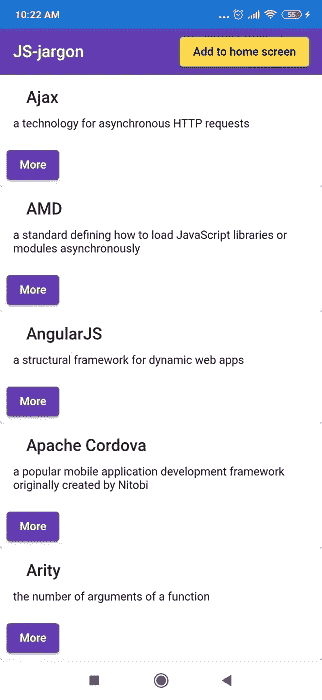 10:22 AM
55
JS-jargon
Add to home screen
Ajax
a technology for asynchronous HTTP requests
More
AMD
a standard defining how to load JavaScript libraries or
modules asynchronously
More
AngularJS
a structural framework for dynamic web apps
More
Apache Cordova
a popular mobile application development framework
originally created by Nitobi
More
Arity
the number of arguments of a function
More